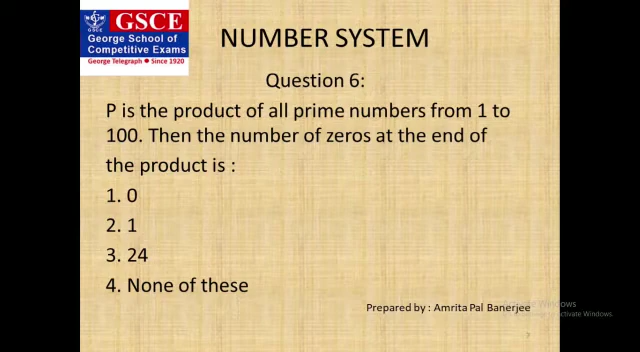 GSCE
GSCE
George School of
Competitive Exams
George Telegraph • Since 1920
NUMBER SYSTEM
Question 6:
P is the product of all prime numbers from 1 to
100. Then the number of zeros at the end of
the product is :
1. 0
2. 1
3. 24
4. None of these
Prepared by : Amrita Pal Banerjee
7